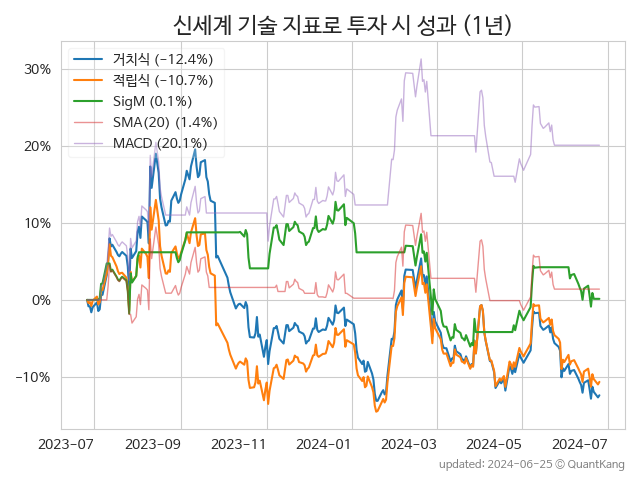 신세계 기술 지표로 투자 시 성과 (1년)
거치식 (−12.4%)
적립식 (−10.7%)
SigM (0.1%)
SMA(20) (1.4%)
MACD (20.1%)
30%
20%
10%
0%
−10%
2023-07 2023-09 2023-11 2024-01 2024-03 2024-05 2024-07
updated: 2024-06-25 ⓒ QuantKang